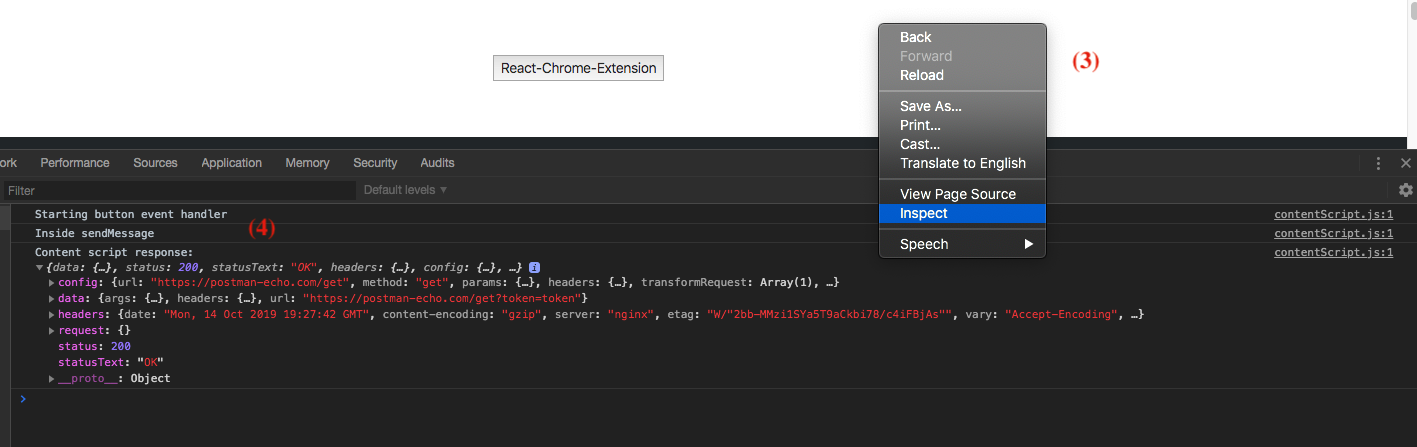 React-Chrome-Extension
Back
Forward
Reload
Save As...
Print...
Cast...
Translate to English
View Page Source
Inspect
Speech
(3)
ork Performance Sources Application Memory Security Audits
Filter Default levels ▼
Starting button event handler contentScript.js:1
Inside sendMessage contentScript.js:1
(4)
Content script response: contentScript.js:1
▼{data: {…}, status: 200, statusText: "OK", headers: {…}, config: {…}, …} i
▶config: {url: "https://postman-echo.com/get", method: "get", params: {…}, headers: {…}, transformRequest: Array(1), …}
▶data: {args: {…}, headers: {…}, url: "https://postman-echo.com/get?token=token"}
▶headers: {date: "Mon, 14 Oct 2019 19:27:42 GMT", content-encoding: "gzip", server: "nginx", etag: "W/"2bb-MMzi1SYa5T9aCkbi78/c4iF8jAs"", vary: "Accept-Encoding", …}
▶request: {}
status: 200
statusText: "OK"
▶__proto__: Object